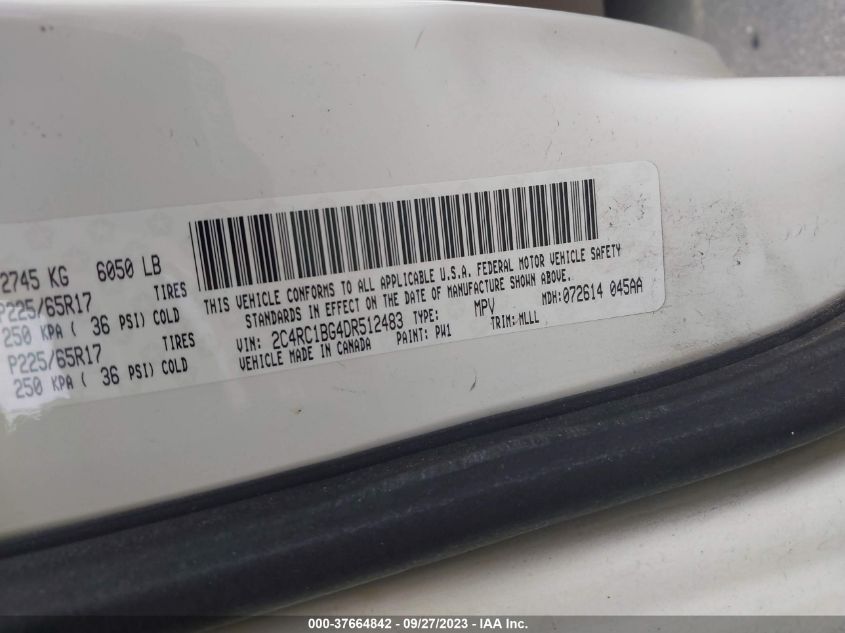 2745 KG 6050 LB
P225/65R17 TIRES
250 KPA ( 36 PSI) COLD
P225/65R17 TIRES
250 KPA ( 36 PSI) COLD
THIS VEHICLE CONFORMS TO ALL APPLICABLE U.S.A. FEDERAL MOTOR VEHICLE SAFETY
STANDARDS IN EFFECT ON THE DATE OF MANUFACTURE SHOWN ABOVE.
VIN: 2C4RC1BG4DR512483 TYPE: MPV MDH:072614 045AA
VEHICLE MADE IN CANADA PAINT: PW1 TRIM:MLLL
000-37664842 - 09/27/2023 - IAA Inc.